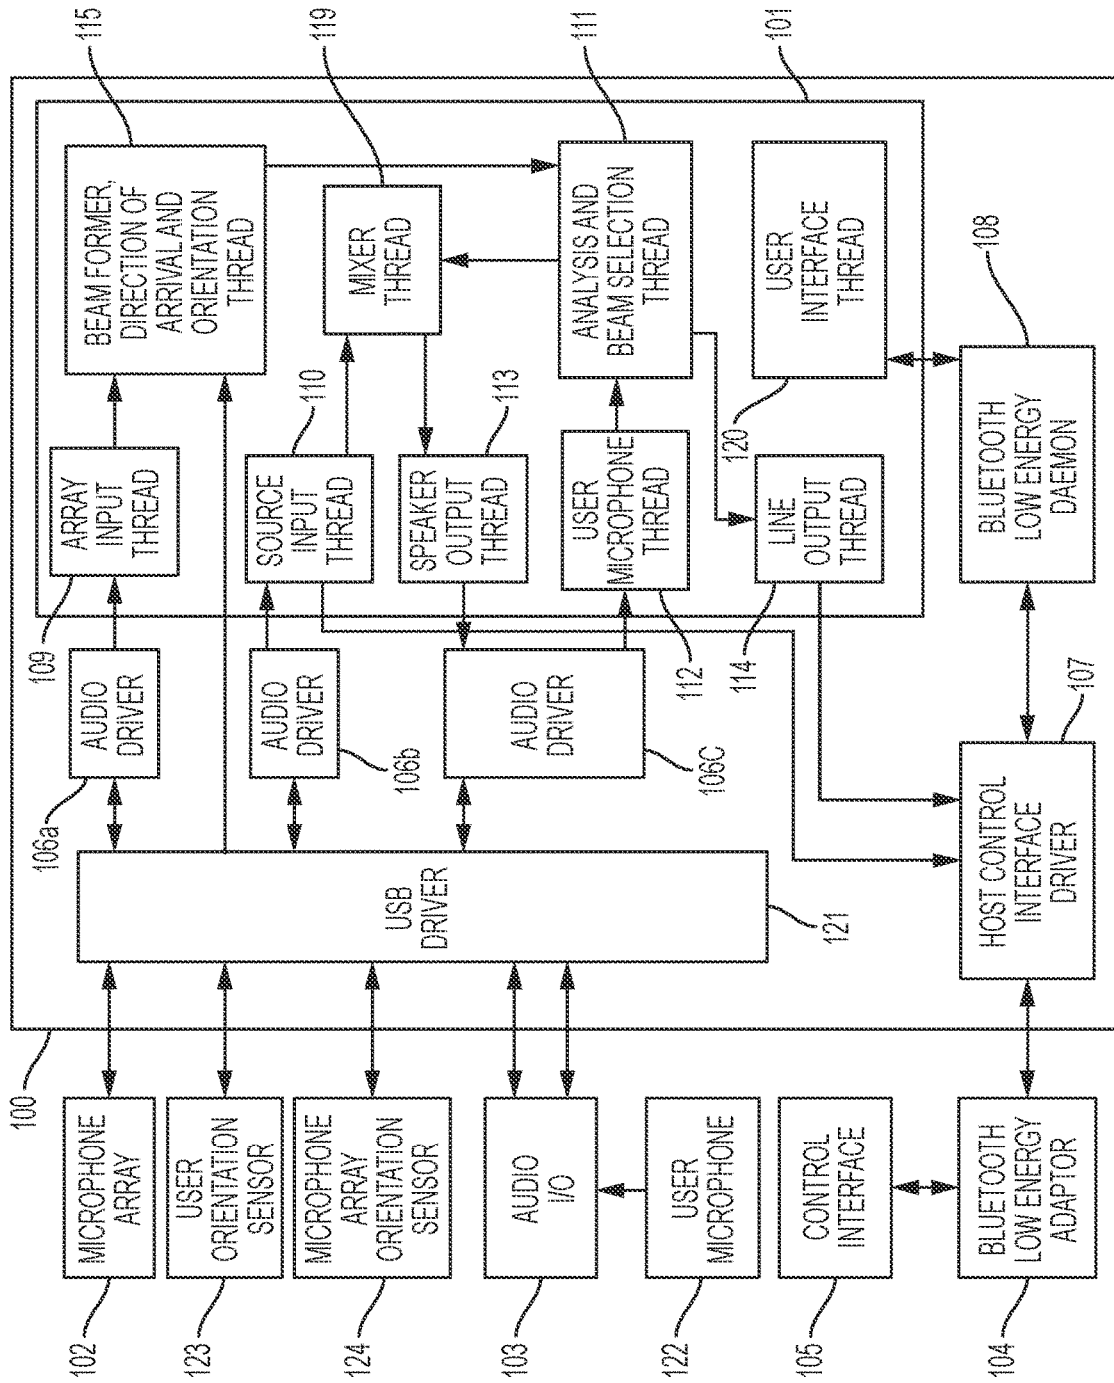 115
119
111
101
BEAM FORMER,
DIRECTION OF
ARRIVAL AND
ORIENTATION
THREAD
MIXER
THREAD
ANALYSIS AND
BEAM SELECTION
THREAD
USER
INTERFACE
THREAD
108
110
113
120
ARRAY
INPUT
THREAD
SOURCE
INPUT
THREAD
SPEAKER
OUTPUT
THREAD
USER
MICROPHONE
THREAD
LINE
OUTPUT
THREAD
BLUETOOTH
LOW ENERGY
DAEMON
109
112
114
107
AUDIO
DRIVER
AUDIO
DRIVER
AUDIO
DRIVER
106a
106b
106C
USB
DRIVER
121
HOST CONTROL
INTERFACE
DRIVER
100
MICROPHONE
ARRAY
USER
ORIENTATION
SENSOR
MICROPHONE
ARRAY
ORIENTATION
SENSOR
AUDIO
I/O
USER
MICROPHONE
CONTROL
INTERFACE
BLUETOOTH
LOW ENERGY
ADAPTOR
102
123
124
103
122
105
104